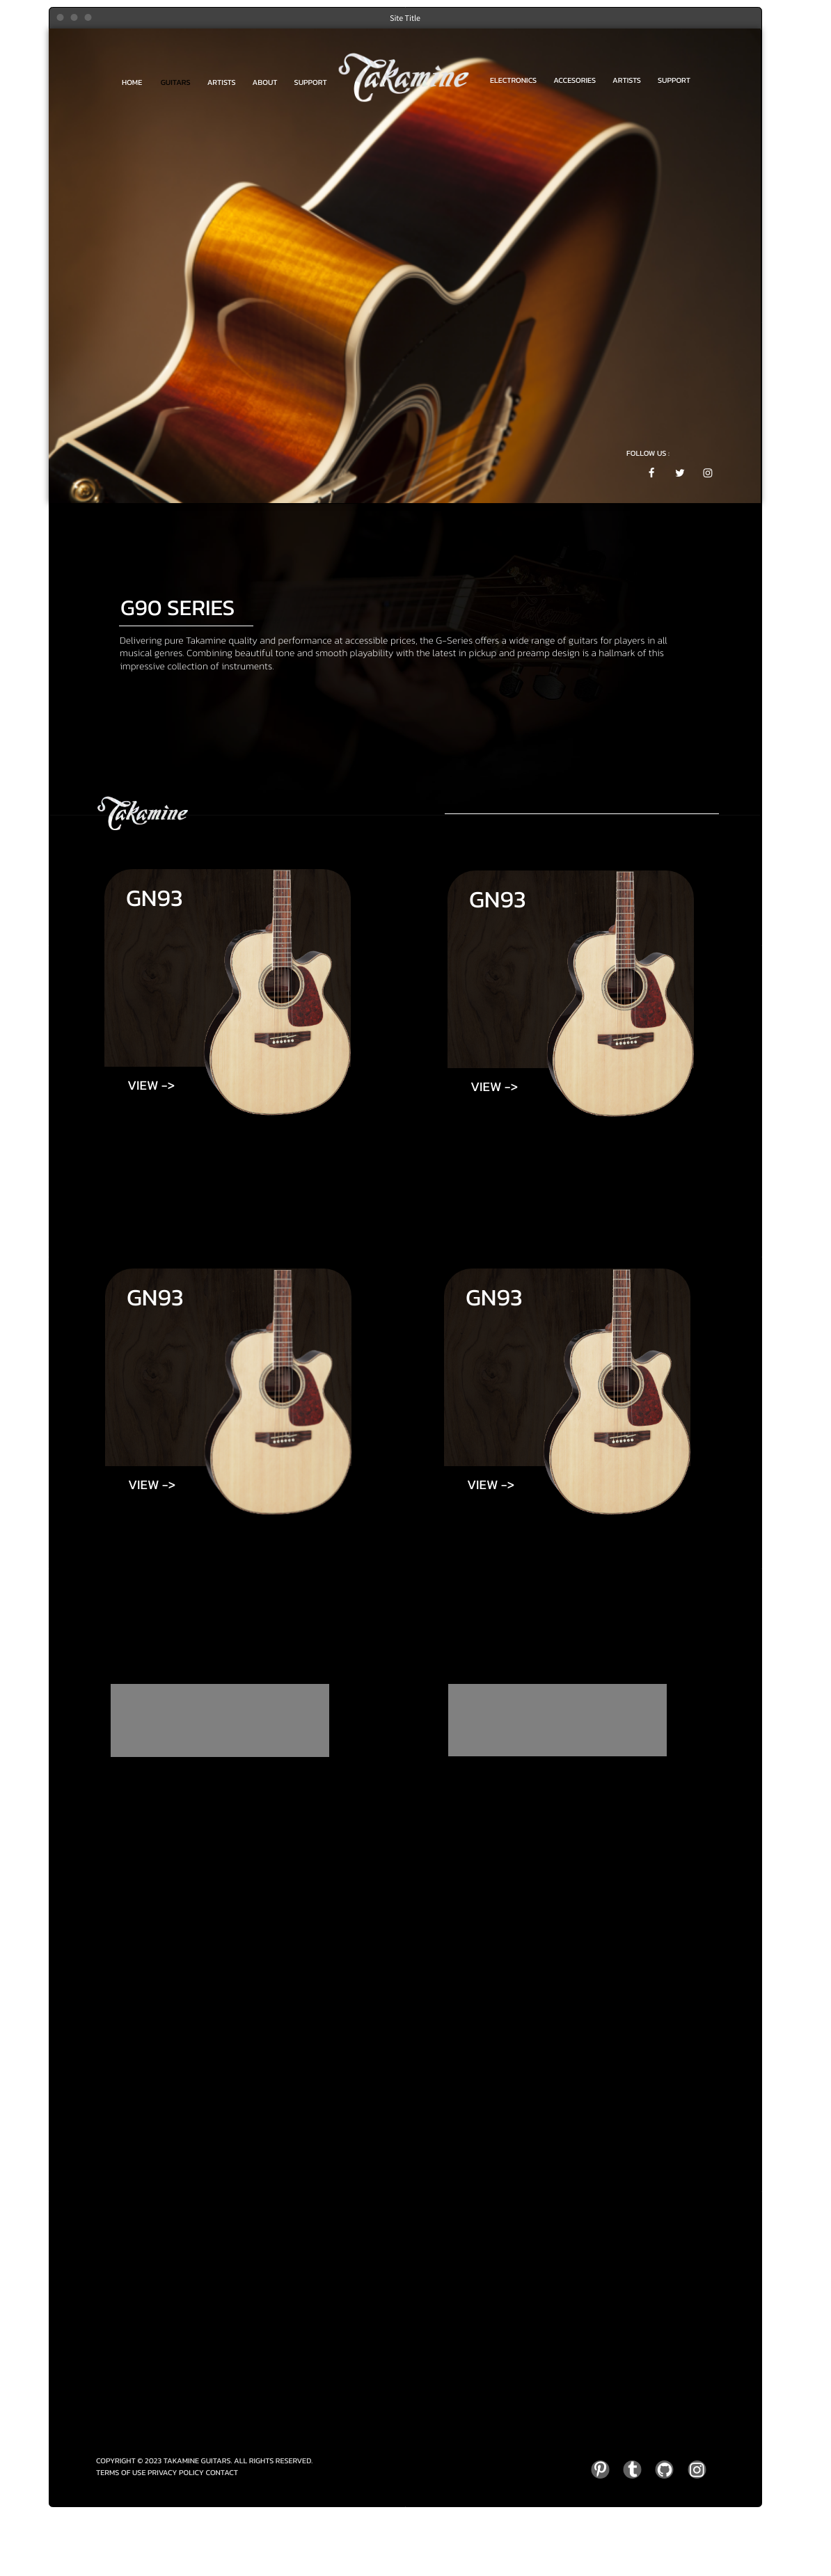 Site Title
HOME GUITARS ARTISTS ABOUT SUPPORT Takamine ELECTRONICS ACCESORIES ARTISTS SUPPORT
FOLLOW US :
G90 SERIES
Delivering pure Takamine quality and performance at accessible prices, the G-Series offers a wide range of guitars for players in all
musical genres. Combining beautiful tone and smooth playability with the latest in pickup and preamp design is a hallmark of this
impressive collection of instruments.
Takamine
GN93
VIEW ->
GN93
VIEW ->
GN93
VIEW ->
GN93
VIEW ->
COPYRIGHT © 2023 TAKAMINE GUITARS. ALL RIGHTS RESERVED.
TERMS OF USE PRIVACY POLICY CONTACT